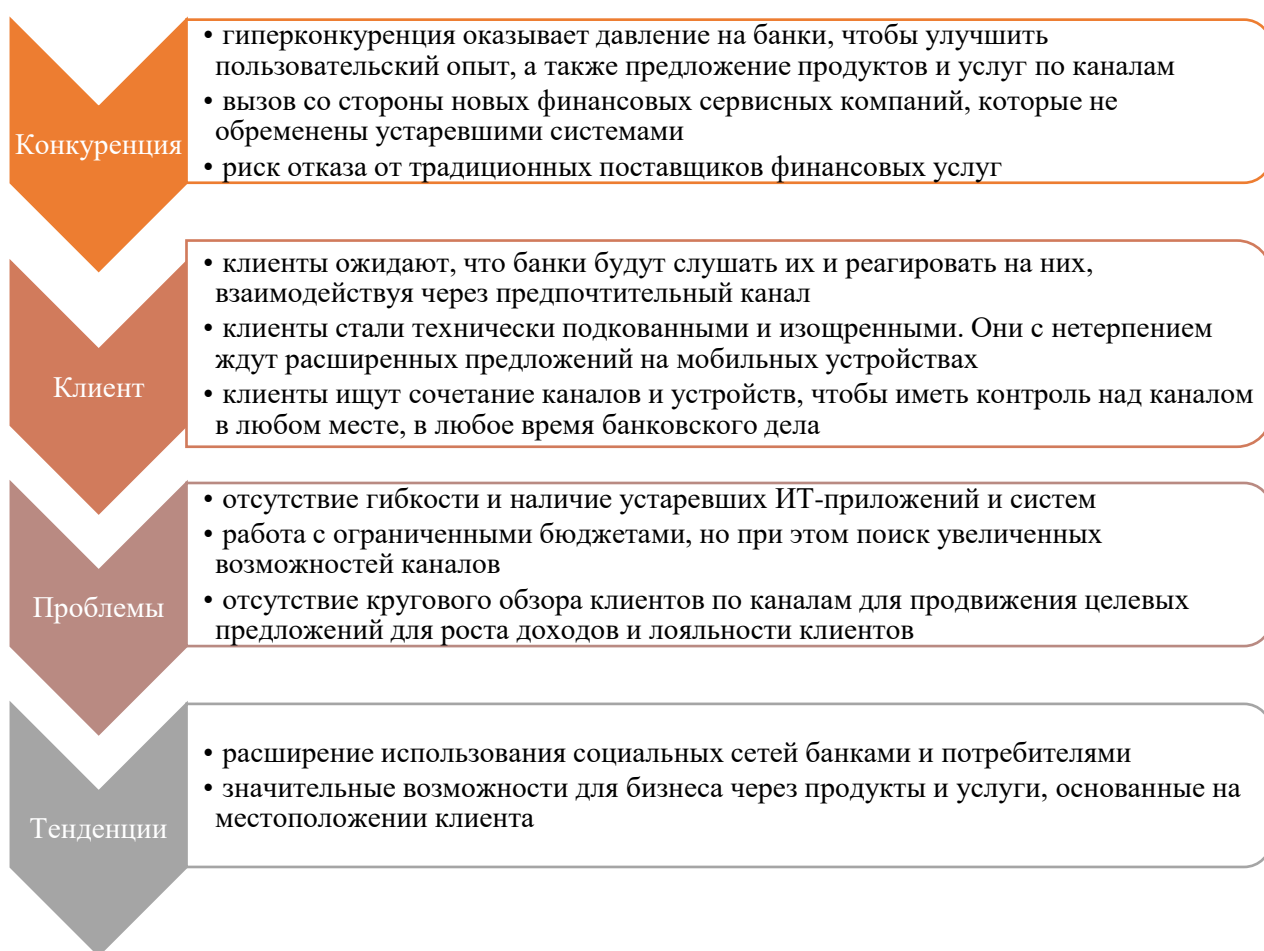 Конкуренция
• гиперконкуренция оказывает давление на банки, чтобы улучшить
пользовательский опыт, а также предложение продуктов и услуг по каналам
• вызов со стороны новых финансовых сервисных компаний, которые не
обременены устаревшими системами
• риск отказа от традиционных поставщиков финансовых услуг
Клиент
• клиенты ожидают, что банки будут слушать их и реагировать на них,
взаимодействуя через предпочтительный канал
• клиенты стали технически подкованными и изощренными. Они с нетерпением
ждут расширенных предложений на мобильных устройствах
• клиенты ищут сочетание каналов и устройств, чтобы иметь контроль над каналом
в любом месте, в любое время банковского дела
Проблемы
• отсутствие гибкости и наличие устаревших ИТ-приложений и систем
• работа с ограниченными бюджетами, но при этом поиск увеличенных
возможностей каналов
• отсутствие кругового обзора клиентов по каналам для продвижения целевых
предложений для роста доходов и лояльности клиентов
Тенденции
• расширение использования социальных сетей банками и потребителями
• значительные возможности для бизнеса через продукты и услуги, основанные на
местоположении клиента